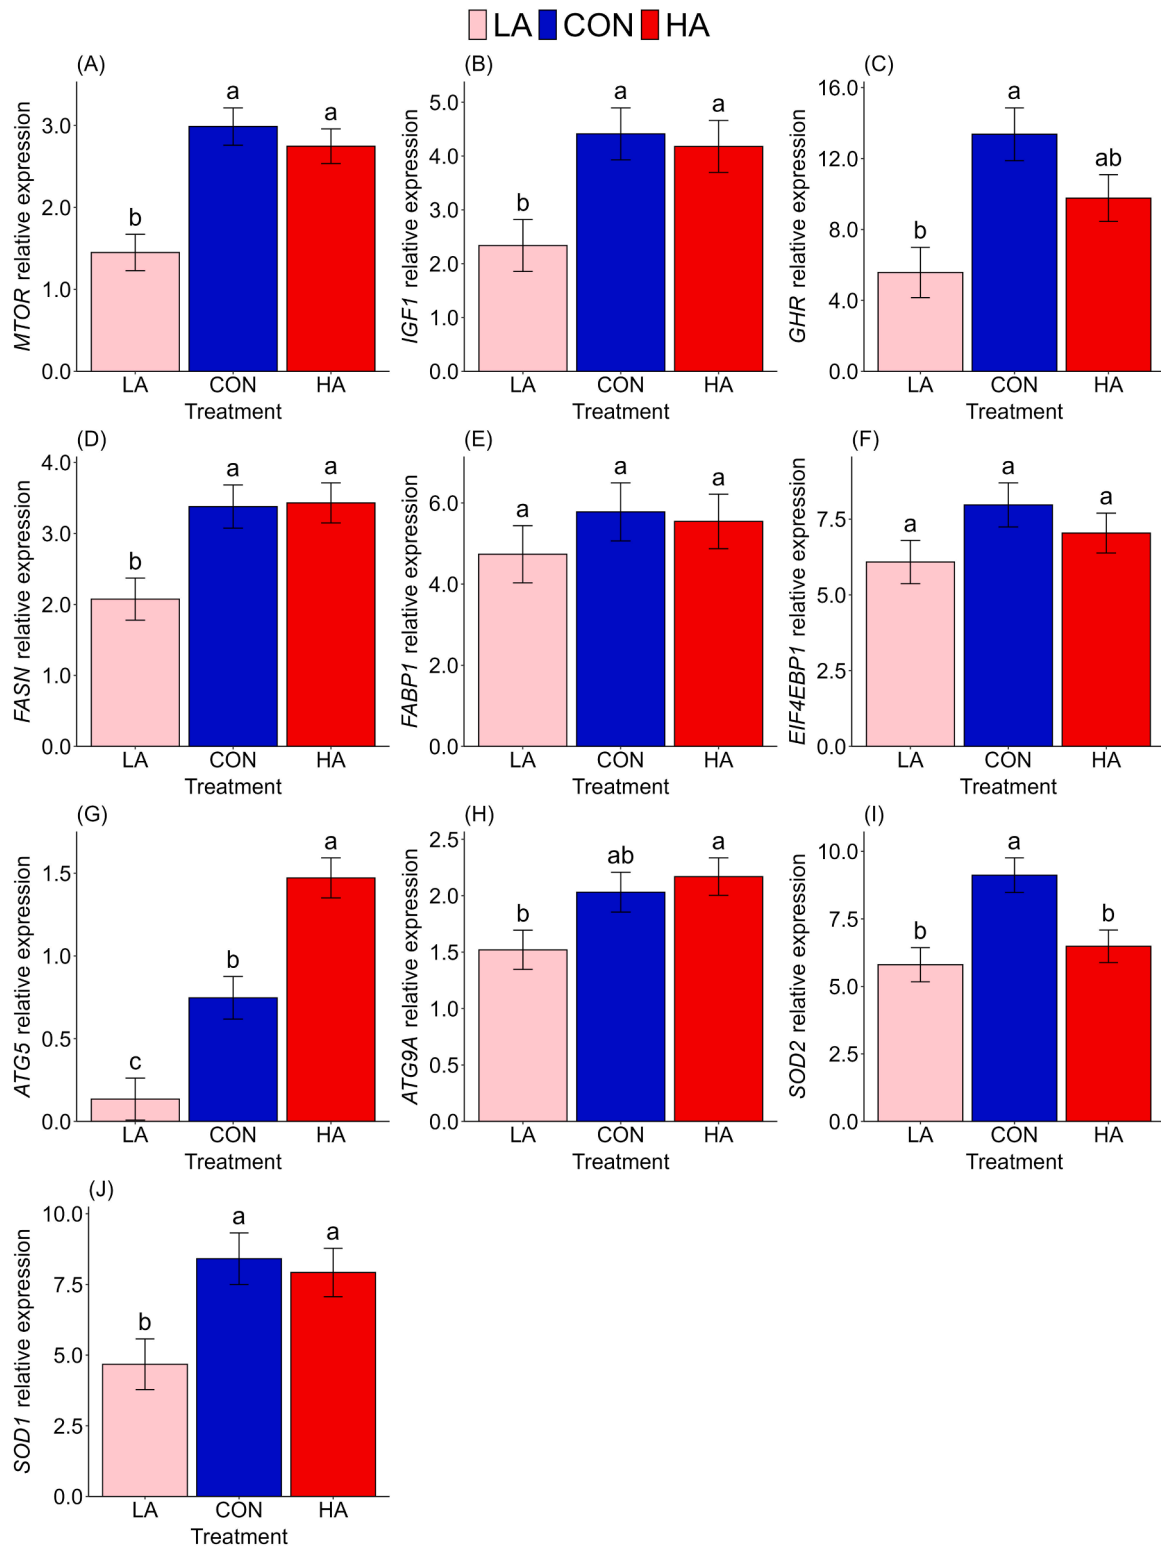 LA CON HA
(A)
MTOR relative expression
3.0
2.0
1.0
0.0
b
a
a
LA CON HA
Treatment
(B)
IGF1 relative expression
5.0
4.0
3.0
2.0
1.0
0.0
b
a
a
LA CON HA
Treatment
(C)
GHR relative expression
16.0
12.0
8.0
4.0
0.0
b
a
ab
LA CON HA
Treatment
(D)
FASN relative expression
4.0
3.0
2.0
1.0
0.0
b
a
a
LA CON HA
Treatment
(E)
FABP1 relative expression
6.0
4.0
2.0
0.0
a
a
a
LA CON HA
Treatment
(F)
EIF4EBP1 relative expression
7.5
5.0
2.5
0.0
a
a
a
LA CON HA
Treatment
(G)
ATG5 relative expression
1.5
1.0
0.5
0.0
c
b
a
LA CON HA
Treatment
(H)
ATG9A relative expression
2.5
2.0
1.5
1.0
0.5
0.0
b
ab
a
LA CON HA
Treatment
(I)
SOD2 relative expression
10.0
7.5
5.0
2.5
0.0
b
a
b
LA CON HA
Treatment
(J)
SOD1 relative expression
10.0
7.5
5.0
2.5
0.0
b
a
a
LA CON HA
Treatment